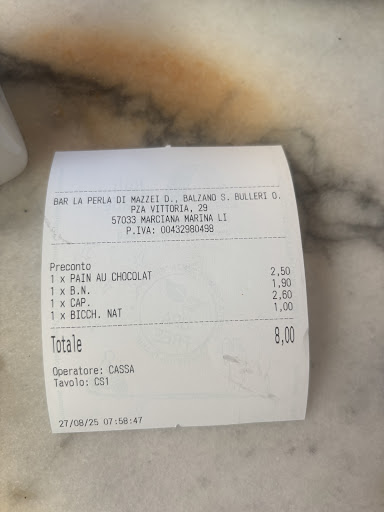 BAR LA PERLA DI MAZZEI D., BALZANO S. BULLERI O.
PZA VITTORIA, 29
57033 MARCIANA MARINA LI
P.IVA: 00432980498
Preconto
1 x PAIN AU CHOCOLAT 2,50
1 x B.N. 1,90
1 x CAP. 2,60
1 x BICCH. NAT 1,00
Totale 8,00
Operatore: CASSA
Tavolo: CS1
27/08/25 07:58:47